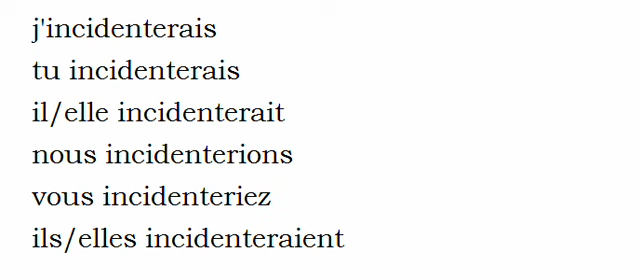 j'incidenterais
tu incidenterais
il/elle incidenterait
nous incidenterions
vous incidenteriez
ils/elles incidenteraient